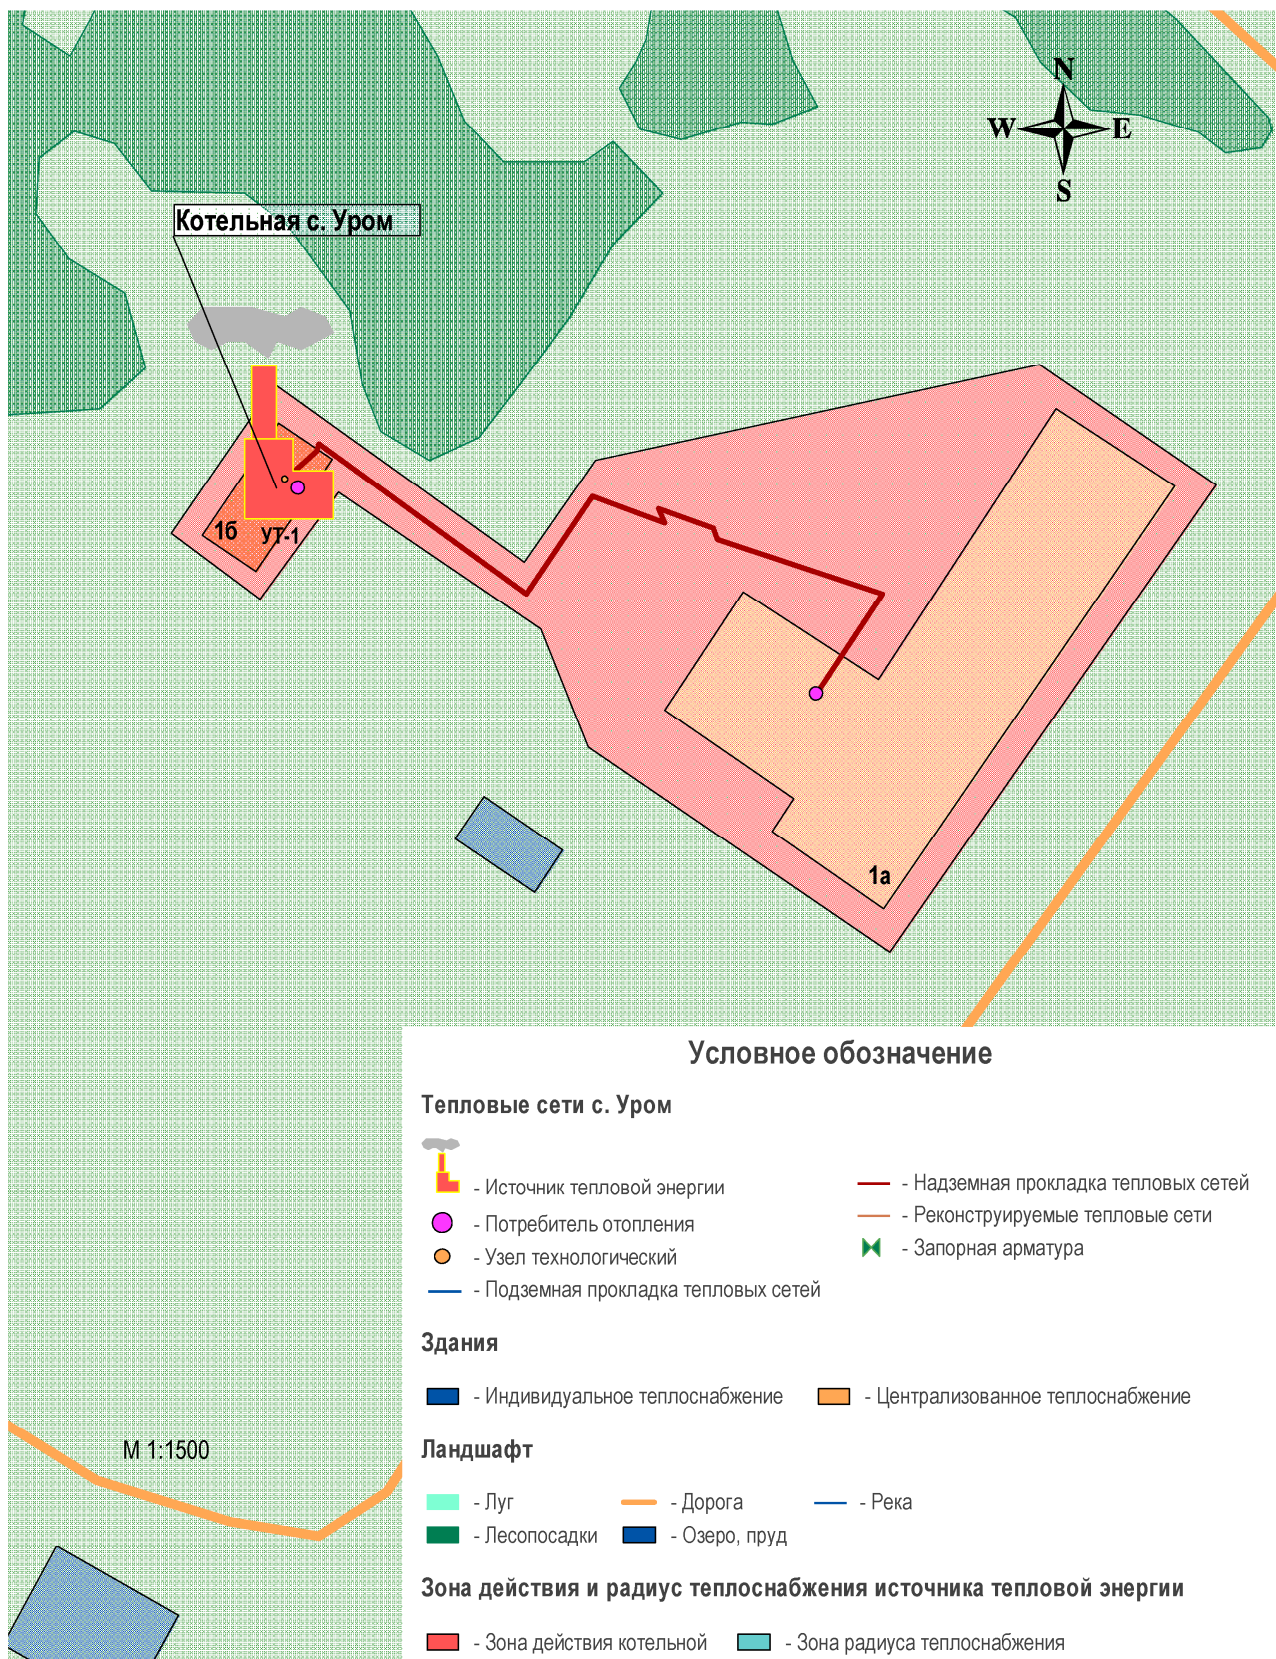 N
W E
S
Котельная с. Уром
1б
УТ-1
1а
М 1:1500
Условное обозначение
Тепловые сети с. Уром
- Источник тепловой энергии
- Надземная прокладка тепловых сетей
- Потребитель отопления
- Реконструируемые тепловые сети
- Узел технологический
- Запорная арматура
- Подземная прокладка тепловых сетей
Здания
- Индивидуальное теплоснабжение
- Централизованное теплоснабжение
Ландшафт
- Луг
- Дорога
- Река
- Лесопосадки
- Озеро, пруд
Зона действия и радиус теплоснабжения источника тепловой энергии
- Зона действия котельной
- Зона радиуса теплоснабжения